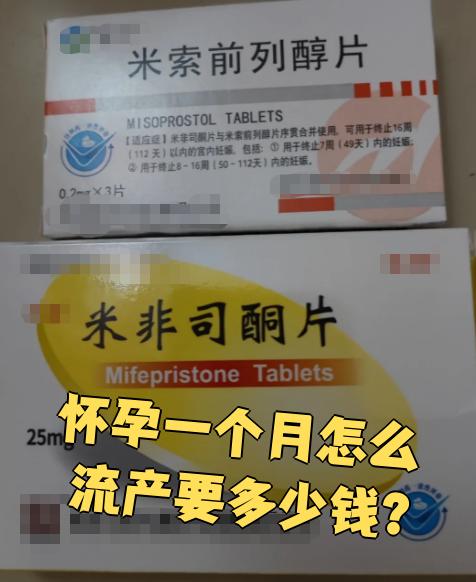 米索前列醇片
MISOPROSTOL TABLETS
【适应症】米非司酮片与米索前列醇片序贯合并使用,可用于终止16周
(112天)以内的宫内妊娠。包括:①用于终止7周(49天)内的妊娠;
②用于终止8-16周(50-112天)内的妊娠。
0.2mg×3片
米非司酮片
Mifepristone Tablets
25mg
怀孕一个月怎么
流产要多少钱?